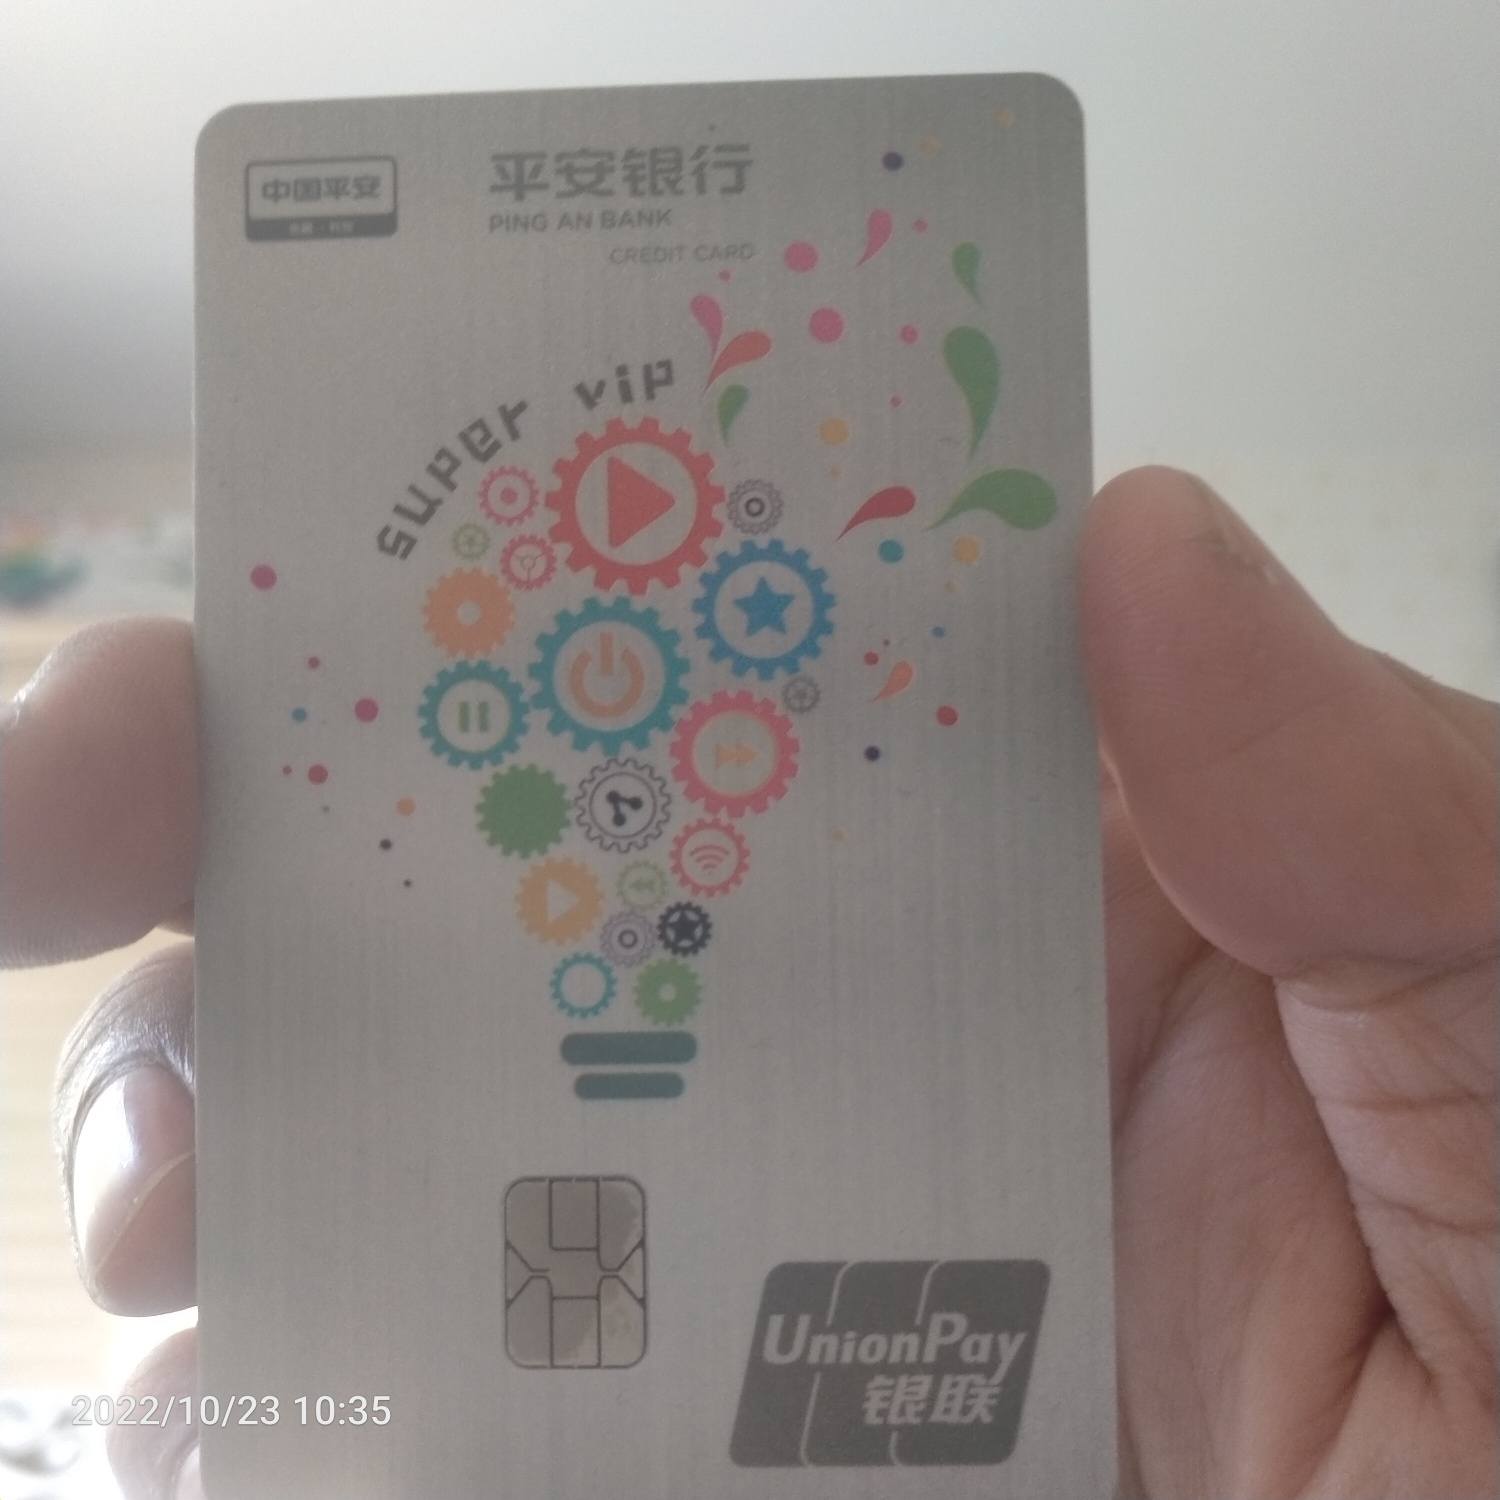 中国平安
平安银行
PING AN BANK
CREDIT CARD
super vip
UnionPay
银联
2022/10/23 10:35